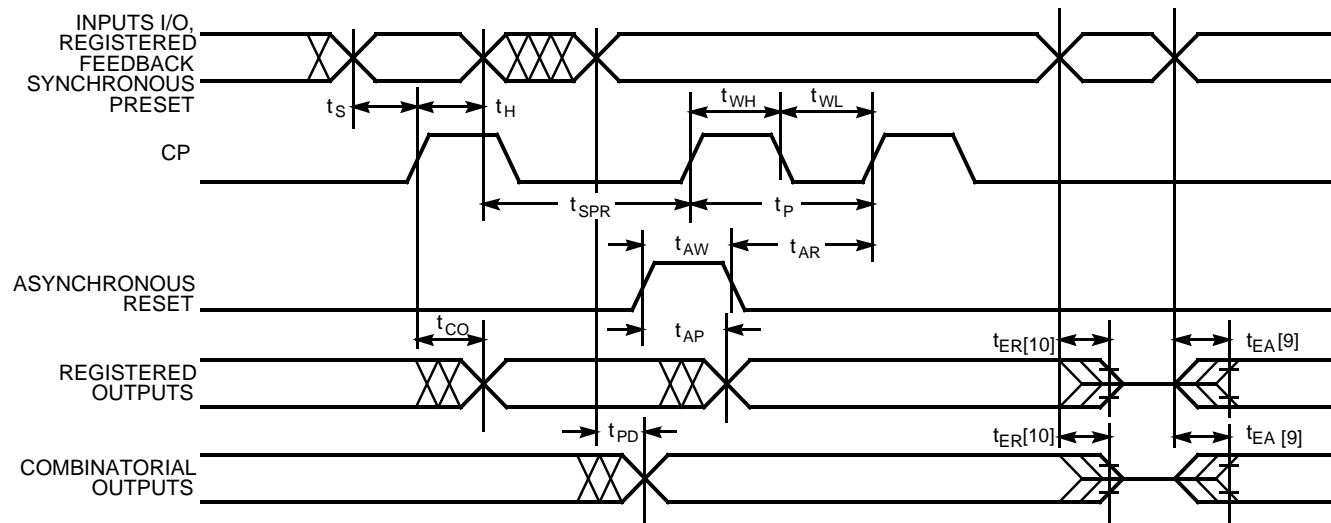 INPUTS I/O,
REGISTERED
FEEDBACK
SYNCHRONOUS
PRESET
tS
tH
tWH
tWL
CP
tSPR
tP
tAW
tAR
ASYNCHRONOUS
RESET
tCO
tAP
tER[10]
tEA[9]
REGISTERED
OUTPUTS
tPD
tER[10]
tEA [9]
COMBINATORIAL
OUTPUTS